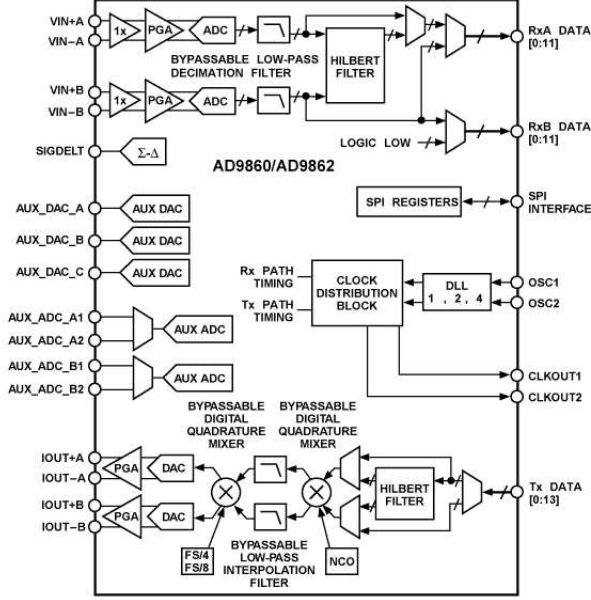 VIN+A
VIN–A
1x
PGA
ADC
BYPASSABLE LOW-PASS
DECIMATION FILTER
HILBERT
FILTER
RxA DATA
[0:11]
VIN+B
VIN–B
1x
PGA
ADC
RxB DATA
[0:11]
LOGIC LOW
SIGDELT
Σ-Δ
AD9860/AD9862
SPI REGISTERS
SPI
INTERFACE
AUX_DAC_A
AUX DAC
AUX_DAC_B
AUX DAC
AUX_DAC_C
AUX DAC
Rx PATH
TIMING
Tx PATH
TIMING
CLOCK
DISTRIBUTION
BLOCK
DLL
1 , 2, 4
OSC1
OSC2
AUX_ADC_A1
AUX_ADC_A2
AUX ADC
AUX_ADC_B1
AUX_ADC_B2
AUX ADC
CLKOUT1
CLKOUT2
BYPASSABLE
DIGITAL
QUADRATURE
MIXER
BYPASSABLE
DIGITAL
QUADRATURE
MIXER
IOUT+A
IOUT–A
PGA
DAC
IOUT+B
IOUT–B
PGA
DAC
HILBERT
FILTER
Tx DATA
[0:13]
FS/4
FS/8
BYPASSABLE
LOW-PASS
INTERPOLATION
FILTER
NCO